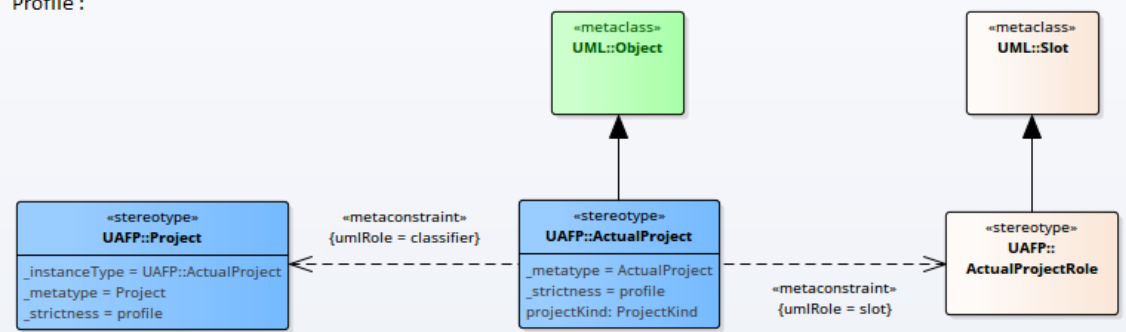 Profile :
«metaclass»
UML::Object
«metaclass»
UML::Slot
«stereotype»
UAFP::Project
_instanceType = UAFP::ActualProject
_metatype = Project
_strictness = profile
«metaconstraint»
{umlRole = classifier}
«stereotype»
UAFP::ActualProject
_metatype = ActualProject
_strictness = profile
projectKind: ProjectKind
«metaconstraint»
{umlRole = slot}
«stereotype»
UAFP::
ActualProjectRole